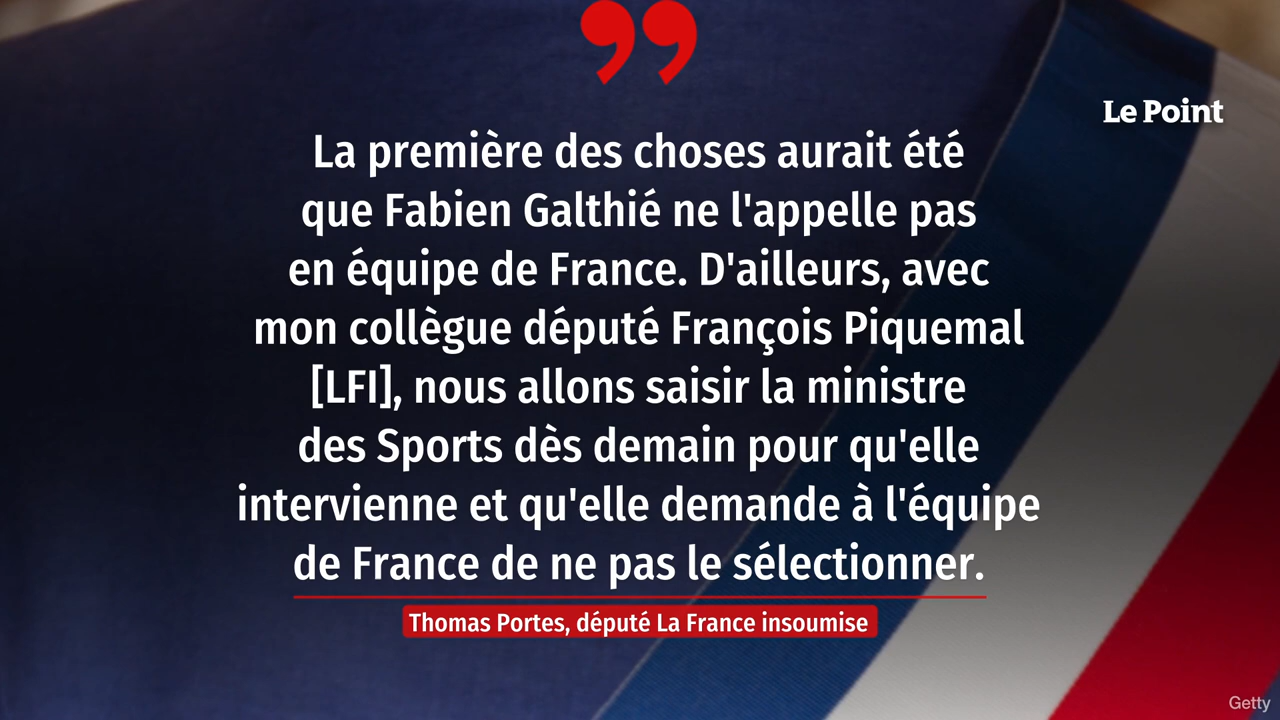 Le Point
La première des choses aurait été
que Fabien Galthié ne l'appelle pas
en équipe de France. D'ailleurs, avec
mon collègue député François Piquemal
[LFI], nous allons saisir la ministre
des Sports dès demain pour qu'elle
intervienne et qu'elle demande à l'équipe
de France de ne pas le sélectionner.
Thomas Portes, député La France insoumise
Getty